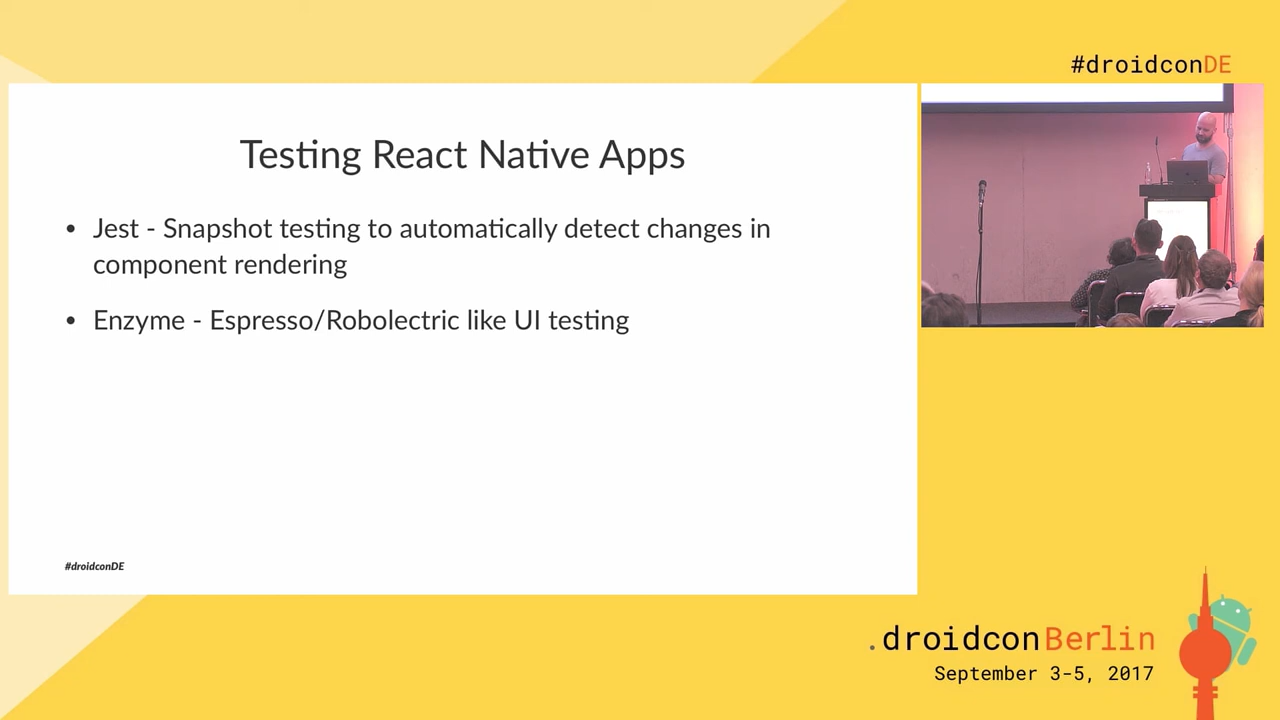 #droidconDE
Testing React Native Apps
• Jest - Snapshot testing to automatically detect changes in
component rendering
• Enzyme - Espresso/Robolectric like UI testing
#droidconDE
.droidconBerlin
September 3-5, 2017